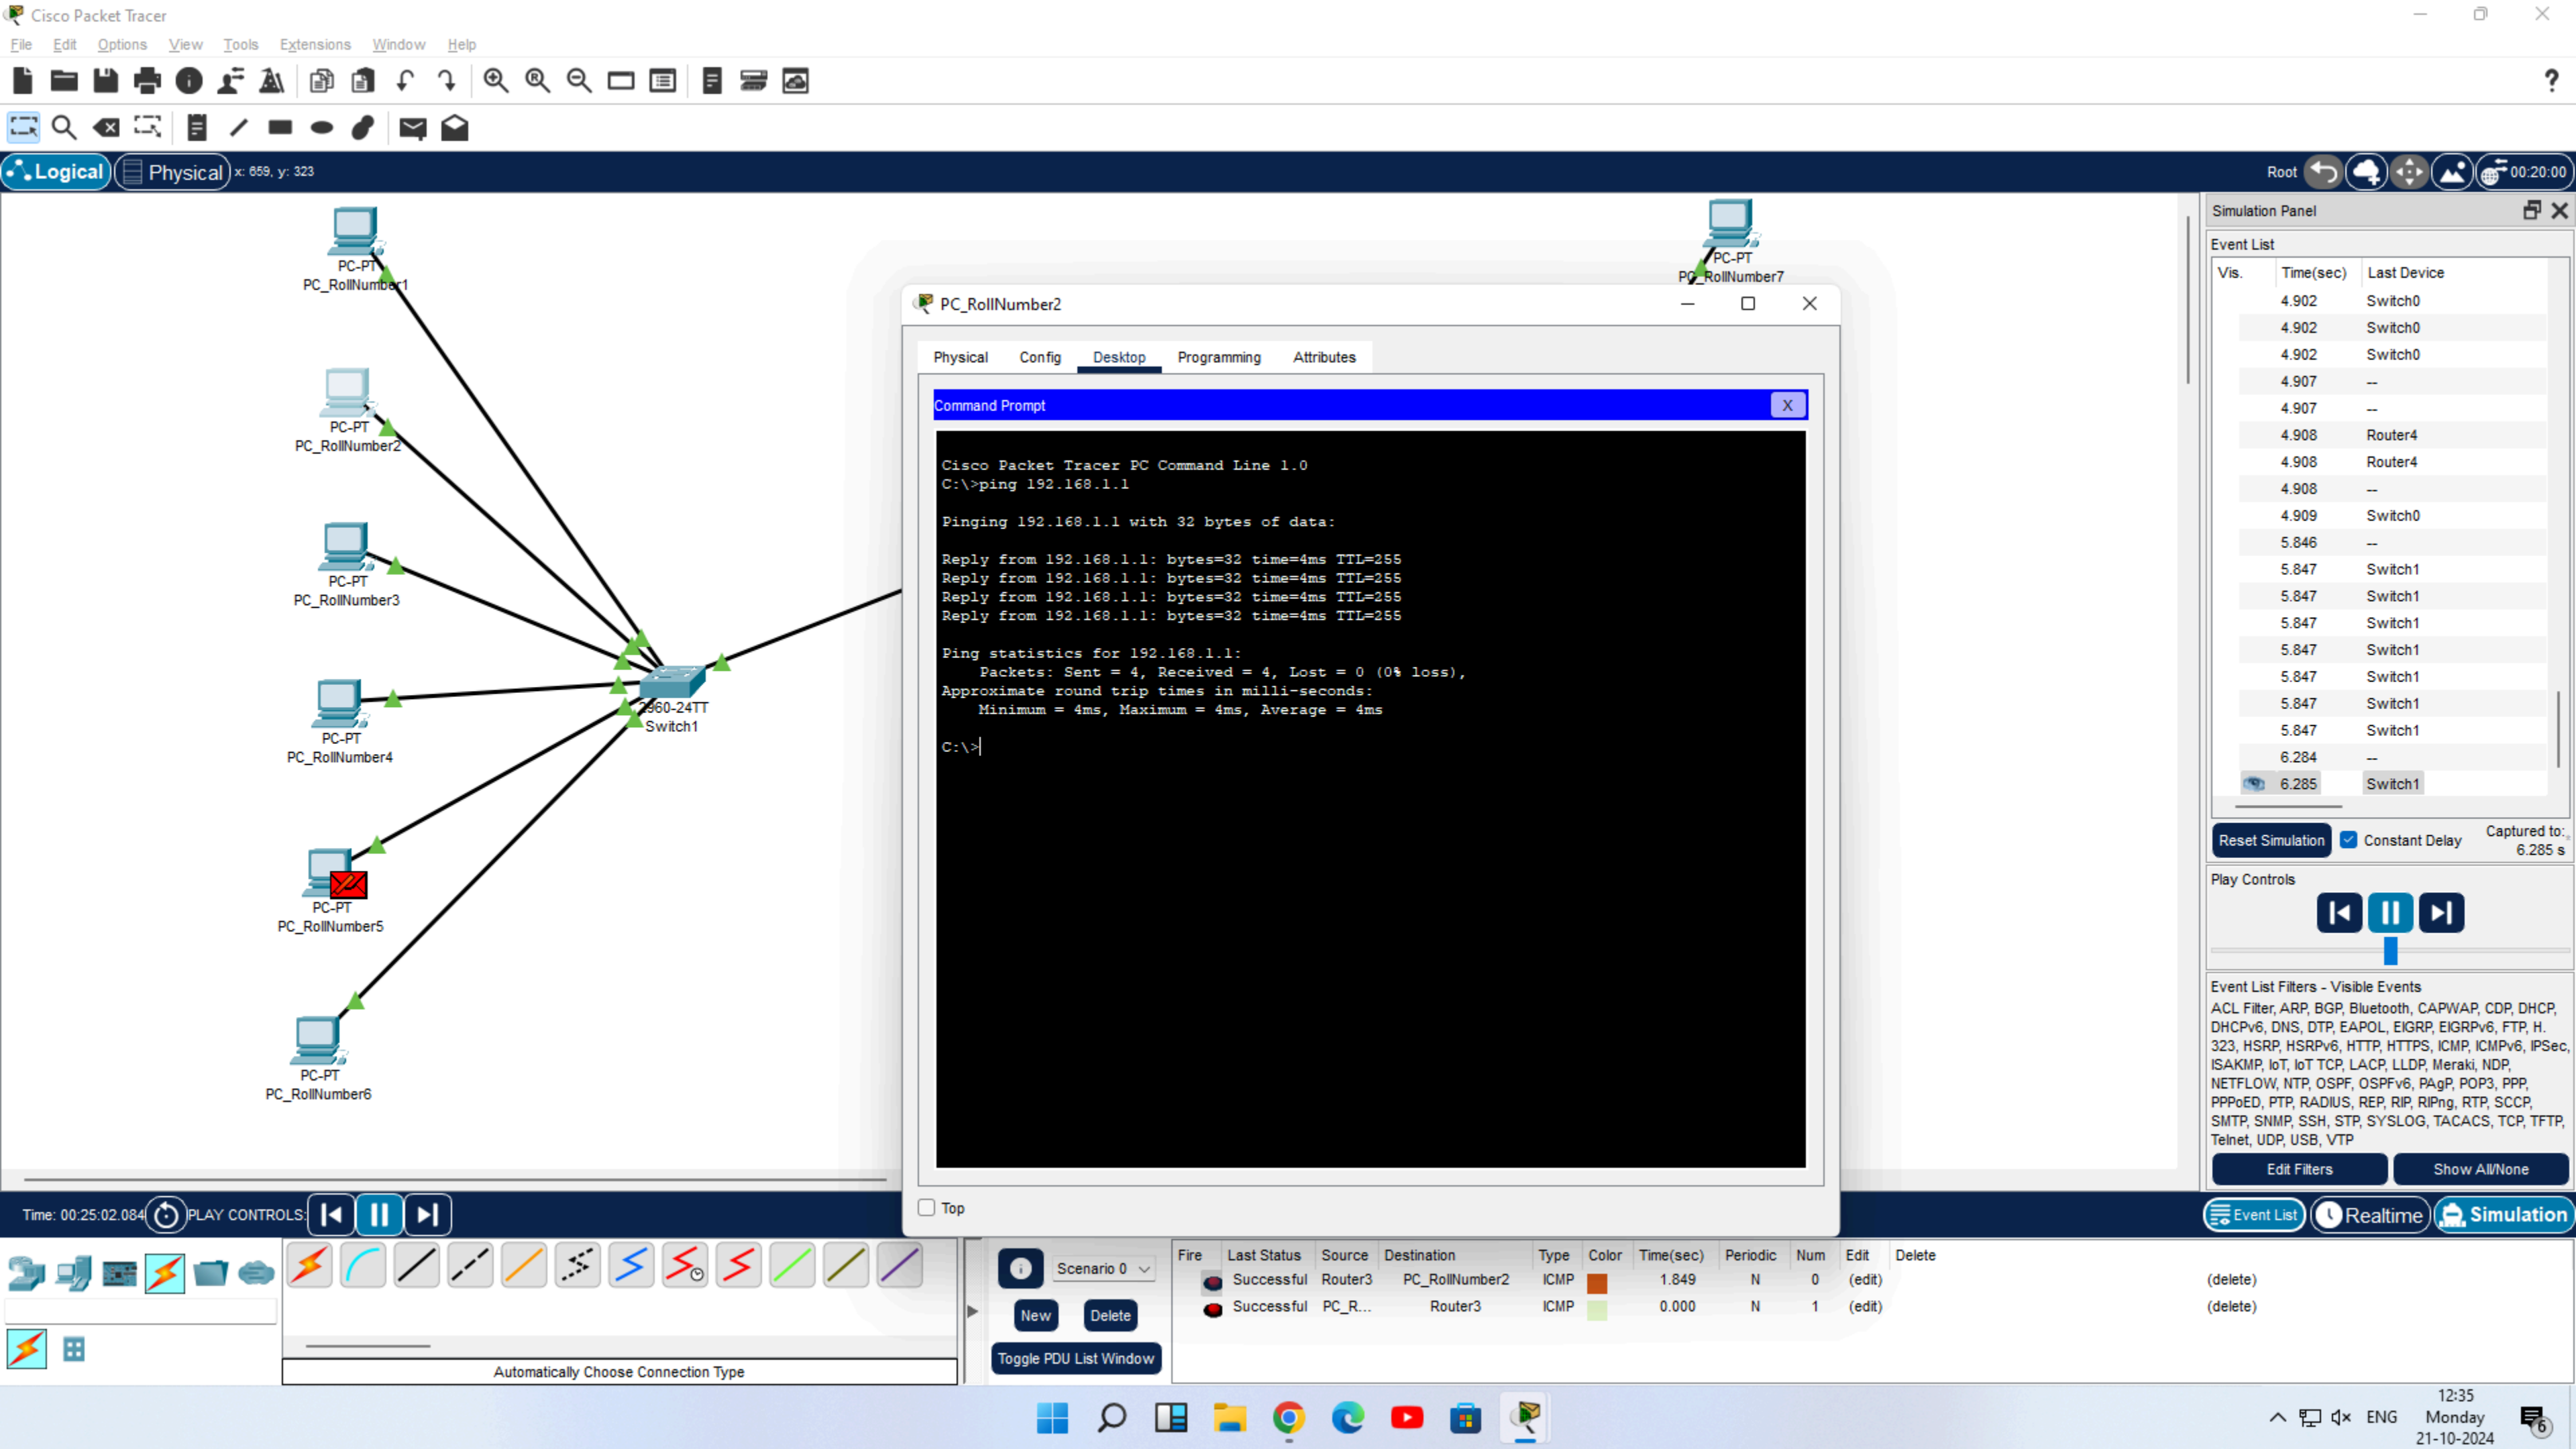 Cisco Packet Tracer
File Edit Options View Tools Extensions Window Help
?
Logical Physical x: 659, y: 323 Root 00:20:00
PC-PT
PC_RollNumber1
PC-PT
PC_RollNumber2
PC-PT
PC_RollNumber3
PC-PT
PC_RollNumber4
PC-PT
PC_RollNumber5
PC-PT
PC_RollNumber6
2960-24TT
Switch1
PC-PT
PC_RollNumber7
PC_RollNumber2
Physical Config Desktop Programming Attributes
Command Prompt X
Cisco Packet Tracer PC Command Line 1.0
C:\>ping 192.168.1.1
Pinging 192.168.1.1 with 32 bytes of data:
Reply from 192.168.1.1: bytes=32 time=4ms TTL=255
Reply from 192.168.1.1: bytes=32 time=4ms TTL=255
Reply from 192.168.1.1: bytes=32 time=4ms TTL=255
Reply from 192.168.1.1: bytes=32 time=4ms TTL=255
Ping statistics for 192.168.1.1:
Packets: Sent = 4, Received = 4, Lost = 0 (0% loss),
Approximate round trip times in milli-seconds:
Minimum = 4ms, Maximum = 4ms, Average = 4ms
C:\>
Top
Simulation Panel
Event List
Vis. Time(sec) Last Device
4.902 Switch0
4.902 Switch0
4.902 Switch0
4.907 --
4.907 --
4.908 Router4
4.908 Router4
4.908 --
4.909 Switch0
5.846 --
5.847 Switch1
5.847 Switch1
5.847 Switch1
5.847 Switch1
5.847 Switch1
5.847 Switch1
5.847 Switch1
6.284 --
6.285 Switch1
Reset Simulation Constant Delay Captured to:
6.285 s
Play Controls
Event List Filters - Visible Events
ACL Filter, ARP, BGP, Bluetooth, CAPWAP, CDP, DHCP,
DHCPv6, DNS, DTP, EAPOL, EIGRP, EIGRPv6, FTP, H.
323, HSRP, HSRPv6, HTTP, HTTPS, ICMP, ICMPv6, IPSec,
ISAKMP, IoT, IoT TCP, LACP, LLDP, Meraki, NDP,
NETFLOW, NTP, OSPF, OSPFv6, PAgP, POP3, PPP,
PPPoED, PTP, RADIUS, REP, RIP, RIPng, RTP, SCCP,
SMTP, SNMP, SSH, STP, SYSLOG, TACACS, TCP, TFTP,
Telnet, UDP, USB, VTP
Edit Filters Show All/None
Time: 00:25:02.084 PLAY CONTROLS: Event List Realtime Simulation
Scenario 0
New Delete
Toggle PDU List Window
Fire Last Status Source Destination Type Color Time(sec) Periodic Num Edit Delete
Successful Router3 PC_RollNumber2 ICMP 1.849 N 0 (edit) (delete)
Successful PC_R... Router3 ICMP 0.000 N 1 (edit) (delete)
Automatically Choose Connection Type
ENG
12:35
Monday
21-10-2024
6